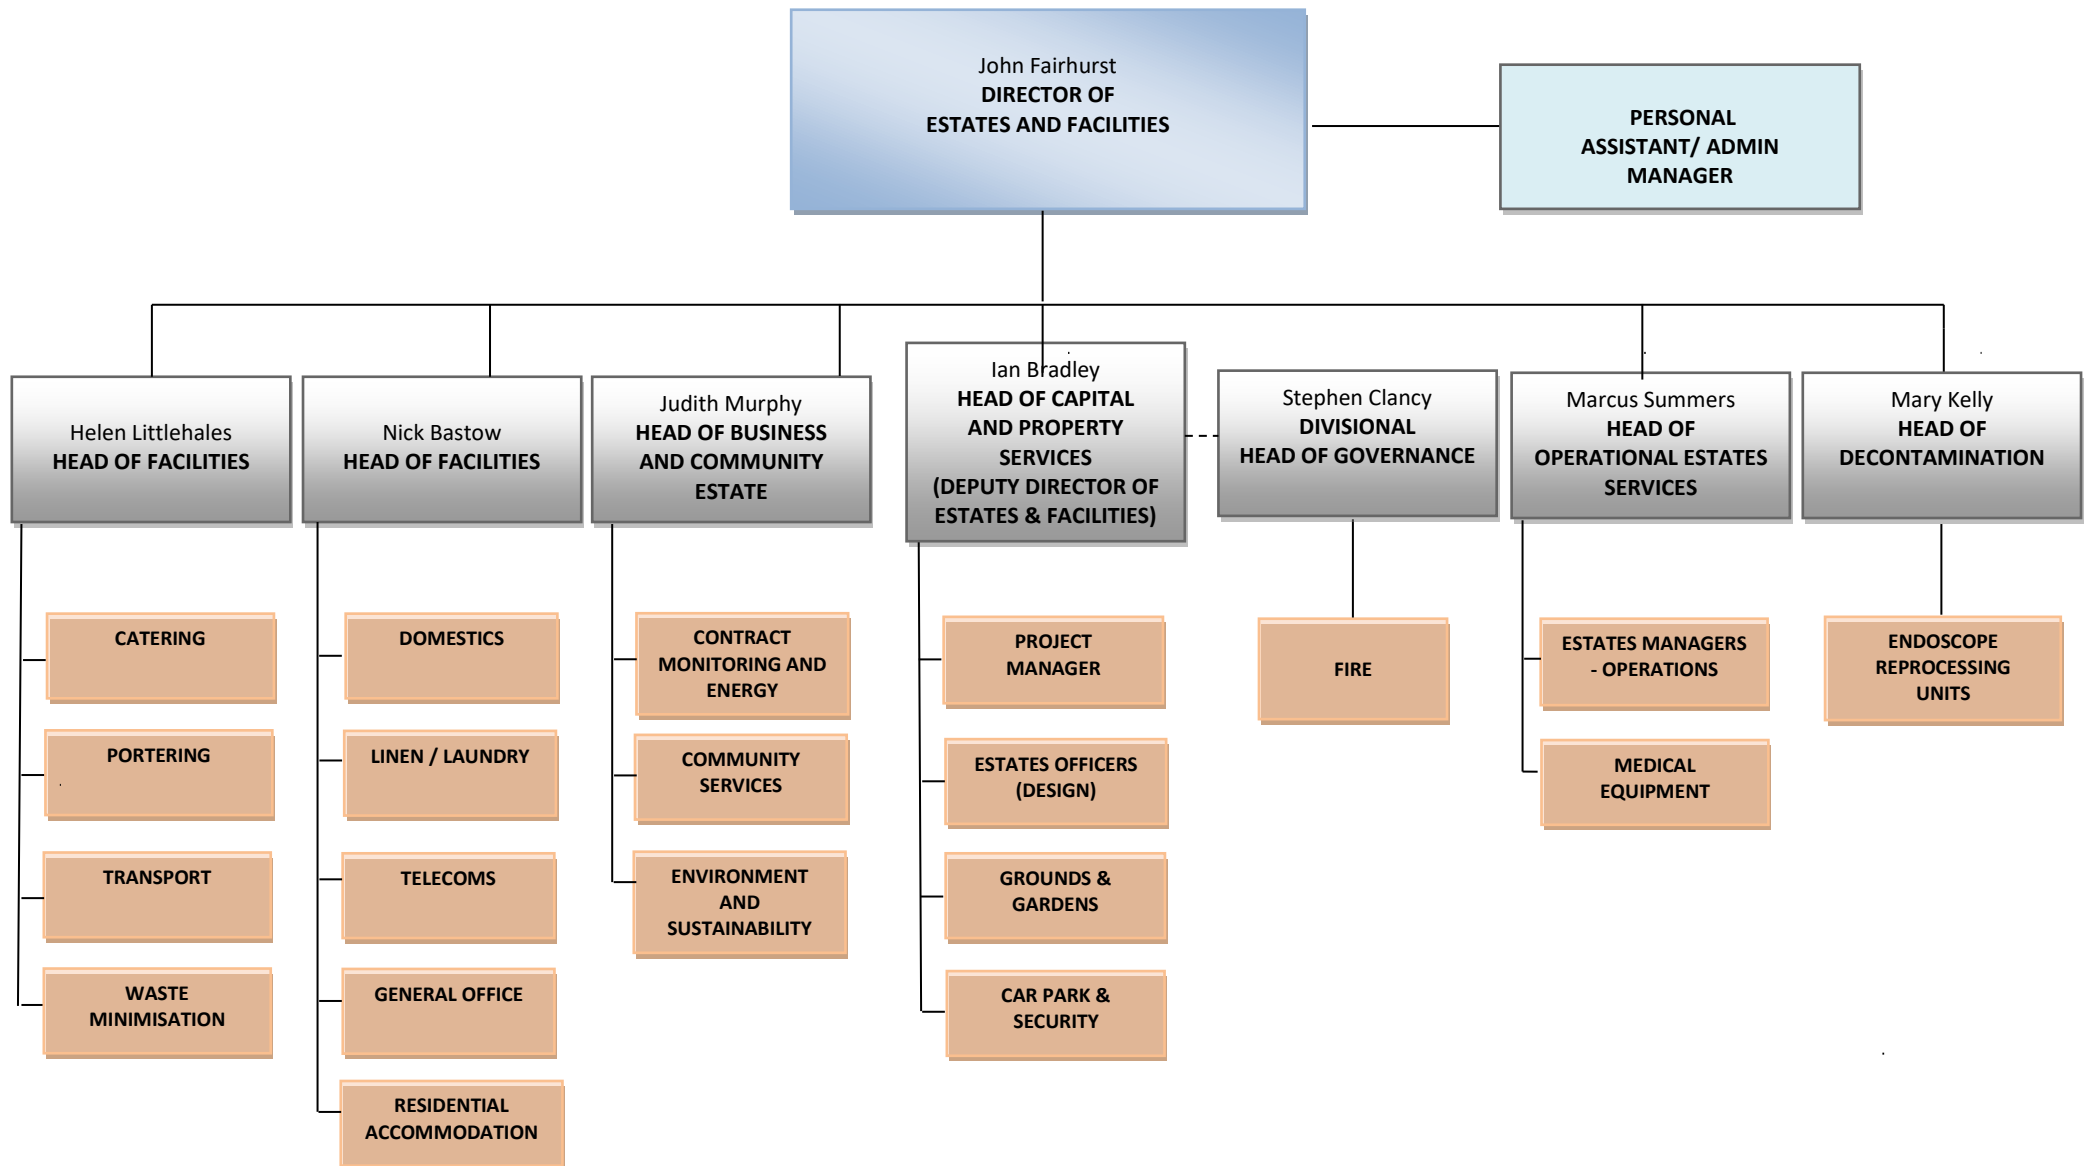 John Fairhurst
DIRECTOR OF
ESTATES AND FACILITIES
PERSONAL
ASSISTANT/ ADMIN
MANAGER
Helen Littlehales
HEAD OF FACILITIES
Nick Bastow
HEAD OF FACILITIES
Judith Murphy
HEAD OF BUSINESS
AND COMMUNITY
ESTATE
Ian Bradley
HEAD OF CAPITAL
AND PROPERTY
SERVICES
(DEPUTY DIRECTOR OF
ESTATES & FACILITIES)
Stephen Clancy
DIVISIONAL
HEAD OF GOVERNANCE
Marcus Summers
HEAD OF
OPERATIONAL ESTATES
SERVICES
Mary Kelly
HEAD OF
DECONTAMINATION
CATERING
PORTERING
TRANSPORT
WASTE
MINIMISATION
DOMESTICS
LINEN / LAUNDRY
TELECOMS
GENERAL OFFICE
RESIDENTIAL
ACCOMMODATION
CONTRACT
MONITORING AND
ENERGY
COMMUNITY
SERVICES
ENVIRONMENT
AND
SUSTAINABILITY
PROJECT
MANAGER
ESTATES OFFICERS
(DESIGN)
GROUNDS &
GARDENS
CAR PARK &
SECURITY
FIRE
ESTATES MANAGERS
- OPERATIONS
MEDICAL
EQUIPMENT
ENDOSCOPE
REPROCESSING
UNITS